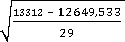 √((13312 – 12649,533) / 29)